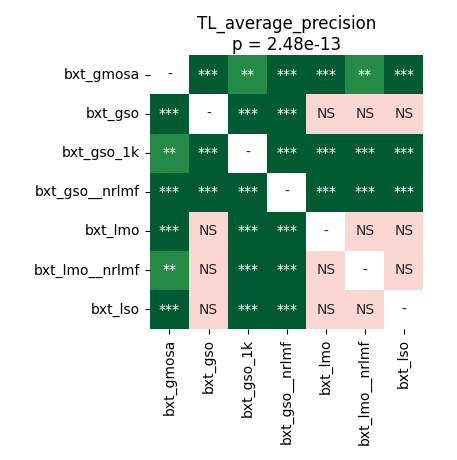 TL_average_precision
p = 2.48e-13
bxt_gmosa - *** ** *** *** ** ***
bxt_gso *** - *** *** NS NS NS
bxt_gso_1k ** *** - *** *** *** ***
bxt_gso__nrlmf *** *** *** - *** *** ***
bxt_lmo *** NS *** *** - NS NS
bxt_lmo__nrlmf ** NS *** *** NS - NS
bxt_lso *** NS *** *** NS NS -
bxt_gmosa
bxt_gso
bxt_gso_1k
bxt_gso__nrlmf
bxt_lmo
bxt_lmo__nrlmf
bxt_lso